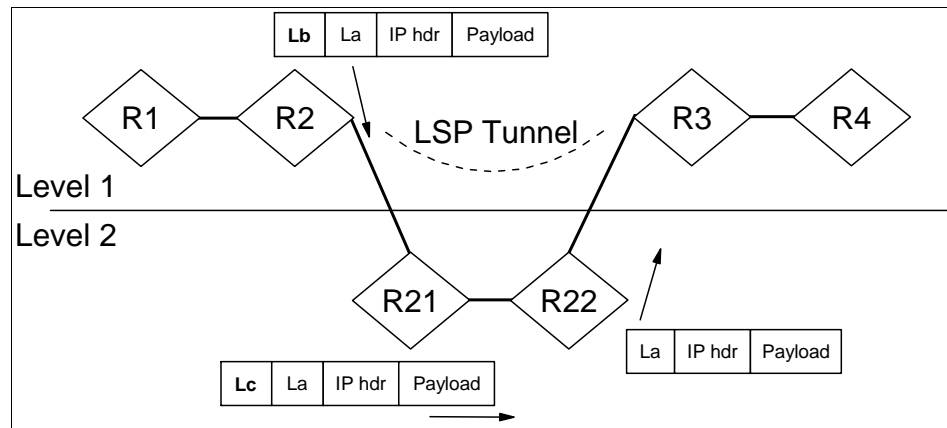 Lb La IP hdr Payload
R1 R2 LSP Tunnel R3 R4
Level 1
Level 2
R21 R22
La IP hdr Payload
Lc La IP hdr Payload